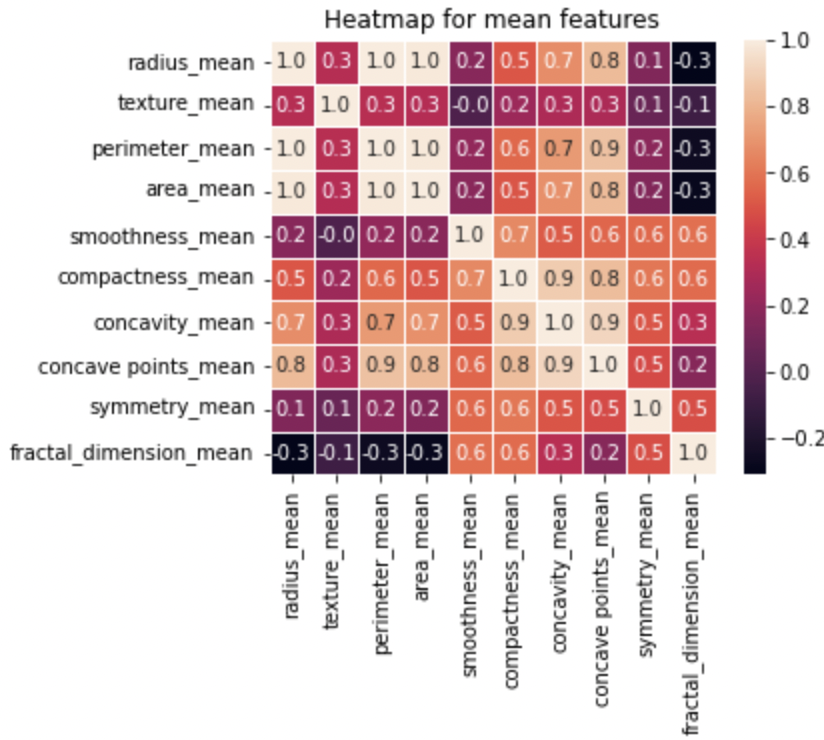 Heatmap for mean features
radius_mean 1.0 0.3 1.0 1.0 0.2 0.5 0.7 0.8 0.1 -0.3
texture_mean 0.3 1.0 0.3 0.3 -0.0 0.2 0.3 0.3 0.1 -0.1
perimeter_mean 1.0 0.3 1.0 1.0 0.2 0.6 0.7 0.9 0.2 -0.3
area_mean 1.0 0.3 1.0 1.0 0.2 0.5 0.7 0.8 0.2 -0.3
smoothness_mean 0.2 -0.0 0.2 0.2 1.0 0.7 0.5 0.6 0.6 0.6
compactness_mean 0.5 0.2 0.6 0.5 0.7 1.0 0.9 0.8 0.6 0.6
concavity_mean 0.7 0.3 0.7 0.7 0.5 0.9 1.0 0.9 0.5 0.3
concave points_mean 0.8 0.3 0.9 0.8 0.6 0.8 0.9 1.0 0.5 0.2
symmetry_mean 0.1 0.1 0.2 0.2 0.6 0.6 0.5 0.5 1.0 0.5
fractal_dimension_mean -0.3 -0.1 -0.3 -0.3 0.6 0.6 0.3 0.2 0.5 1.0
radius_mean
texture_mean
perimeter_mean
area_mean
smoothness_mean
compactness_mean
concavity_mean
concave points_mean
symmetry_mean
fractal_dimension_mean
1.0
0.8
0.6
0.4
0.2
0.0
−0.2